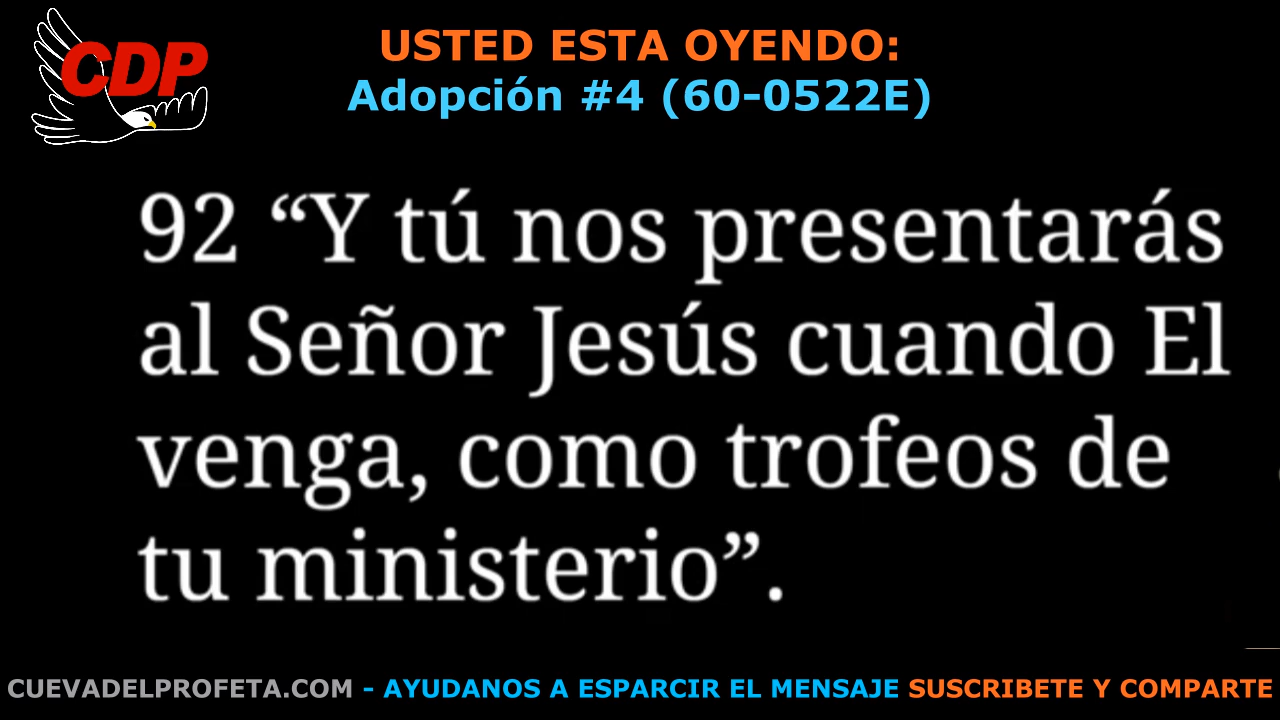 CDP
USTED ESTA OYENDO:
Adopción #4 (60-0522E)
92 “Y tú nos presentarás
al Señor Jesús cuando El
venga, como trofeos de
tu ministerio”.
CUEVADELPROFETA.COM - AYUDANOS A ESPARCIR EL MENSAJE SUSCRIBETE Y COMPARTE